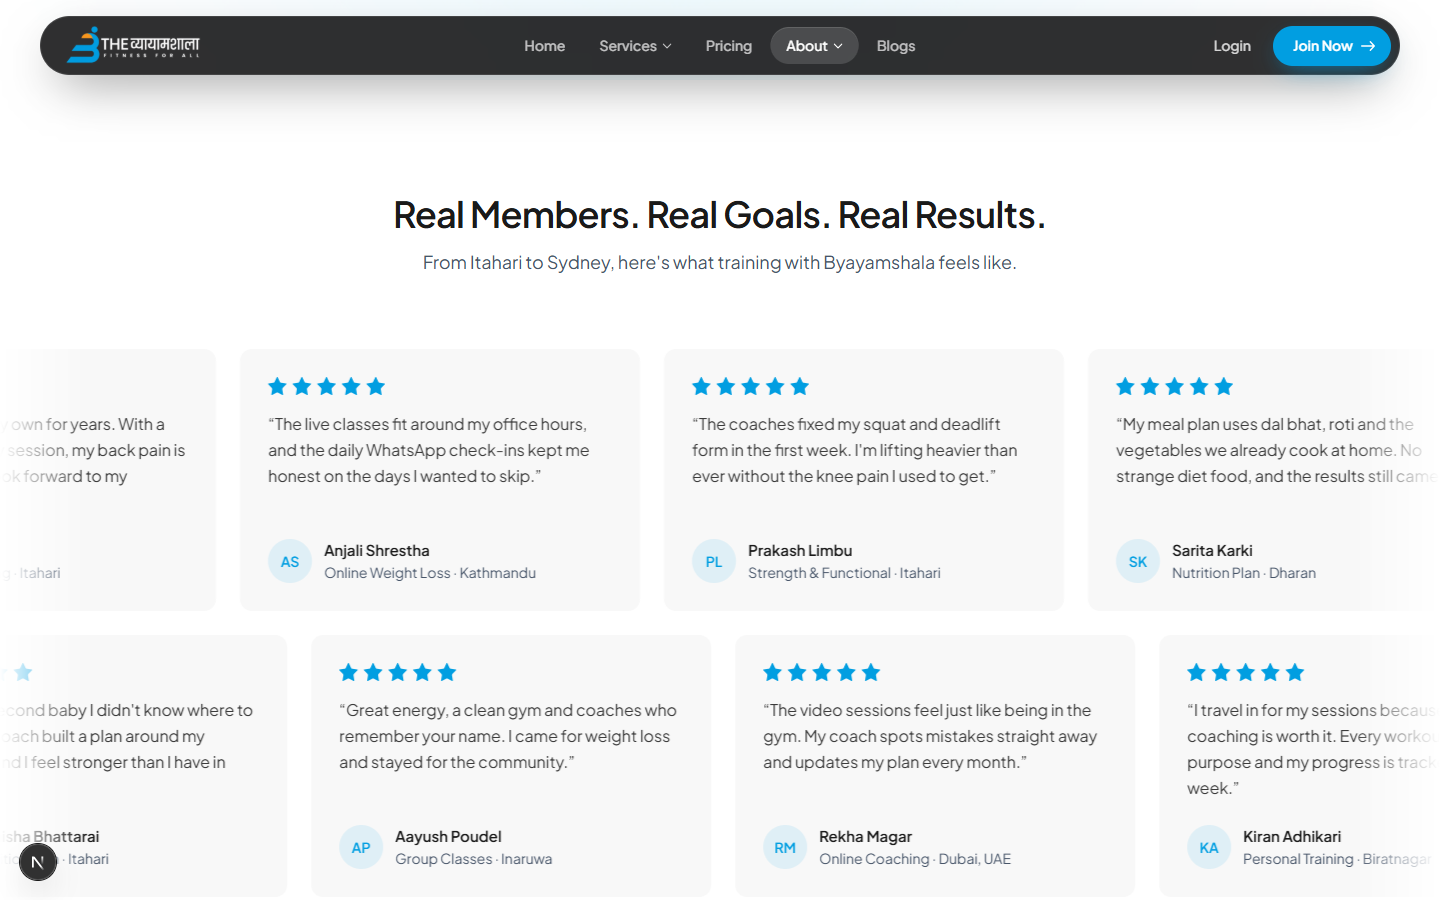 THE व्यायामशाला
FITNESS FOR ALL
Home
Services
Pricing
About
Blogs
Login
Join Now
Real Members. Real Goals. Real Results.
From Itahari to Sydney, here's what training with Byayamshala feels like.
own for years. With a
session, my back pain is
forward to my
· Itahari
“The live classes fit around my office hours,
and the daily WhatsApp check-ins kept me
honest on the days I wanted to skip.”
AS
Anjali Shrestha
Online Weight Loss · Kathmandu
“The coaches fixed my squat and deadlift
form in the first week. I'm lifting heavier than
ever without the knee pain I used to get.”
PL
Prakash Limbu
Strength & Functional · Itahari
“My meal plan uses dal bhat, roti and the
vegetables we already cook at home. No
strange diet food, and the results still came
SK
Sarita Karki
Nutrition Plan · Dharan
baby I didn't know where to
built a plan around my
I feel stronger than I have in
Bhattarai
· Itahari
N
“Great energy, a clean gym and coaches who
remember your name. I came for weight loss
and stayed for the community.”
AP
Aayush Poudel
Group Classes · Inaruwa
“The video sessions feel just like being in the
gym. My coach spots mistakes straight away
and updates my plan every month.”
RM
Rekha Magar
Online Coaching · Dubai, UAE
“I travel in for my sessions
coaching is worth it. Every
purpose and my progress is
week.”
KA
Kiran Adhikari
Personal Training · Biratnagar